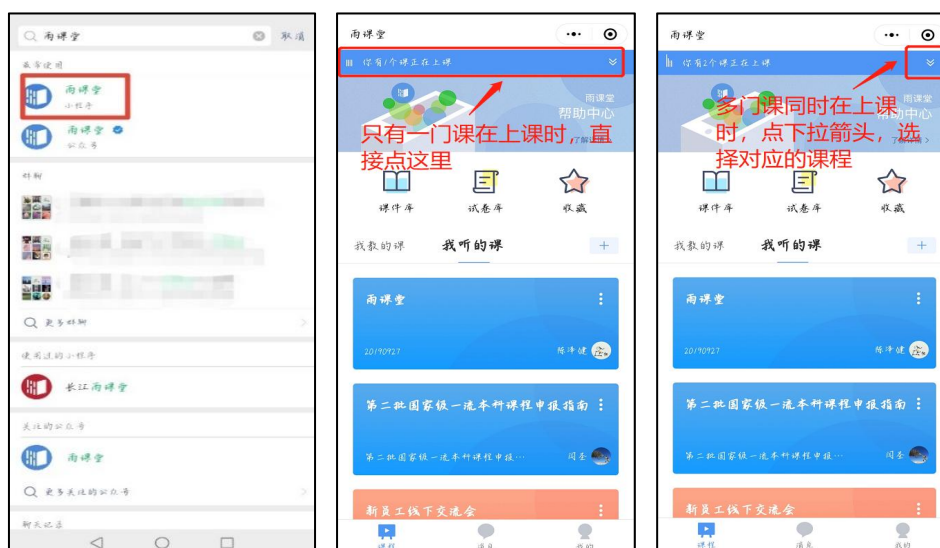 雨课堂
取消
最常使用
雨课堂
小程序
雨课堂
公众号
群聊
更多群聊
使用过的小程序
长江雨课堂
关注的公众号
雨课堂
更多关注的公众号
聊天记录
雨课堂
你有1个课正在上课
雨课堂
帮助中心
只有一门课在上课时，直
接点这里
课件库
试卷库
收藏
我教的课
我听的课
雨课堂
20190927
陈泽健
第二批国家级一流本科课程申报指南
第二批国家级一流本科课程申报…
闫圣
新员工线下交流会
课程
消息
我的
雨课堂
你有2个课正在上课
雨课堂
帮助中心
多门课同时在上课
时，点下拉箭头，选
择对应的课程
课件库
试卷库
收藏
我教的课
我听的课
雨课堂
20190927
陈泽健
第二批国家级一流本科课程申报指南
第二批国家级一流本科课程申报…
闫圣
新员工线下交流会
课程
消息
我的